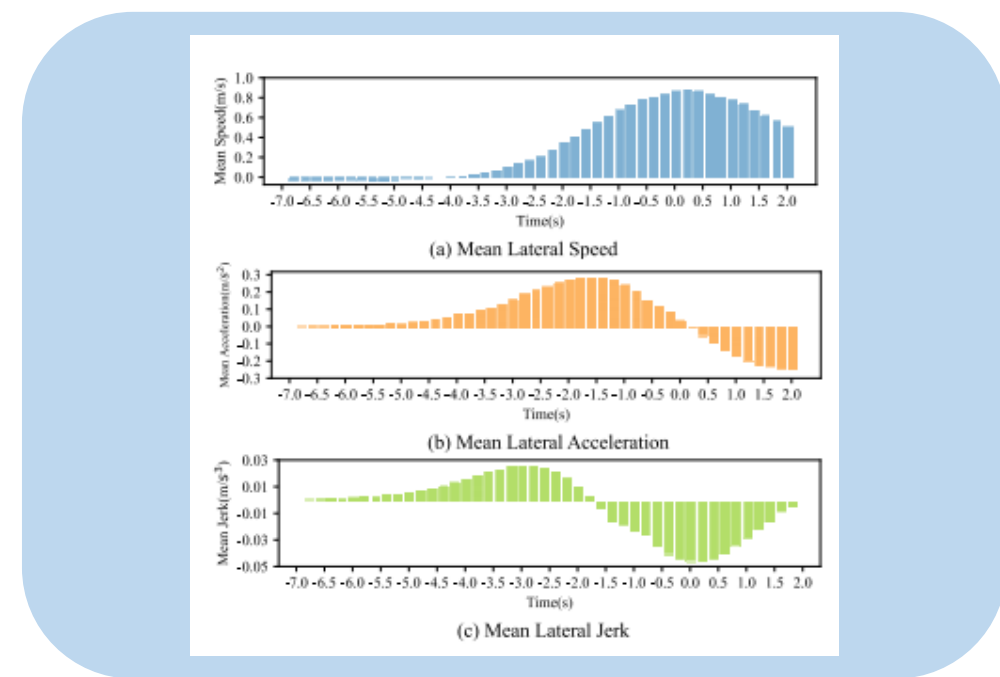 Mean Speed(m/s)
1.0
0.8
0.6
0.4
0.2
0.0
-7.0 -6.5 -6.0 -5.5 -5.0 -4.5 -4.0 -3.5 -3.0 -2.5 -2.0 -1.5 -1.0 -0.5 0.0 0.5 1.0 1.5 2.0
Time(s)
(a) Mean Lateral Speed
Mean Acceleration(m/s²)
0.3
0.2
0.1
0.0
-0.1
-0.2
-0.3
-7.0 -6.5 -6.0 -5.5 -5.0 -4.5 -4.0 -3.5 -3.0 -2.5 -2.0 -1.5 -1.0 -0.5 0.0 0.5 1.0 1.5 2.0
Time(s)
(b) Mean Lateral Acceleration
Mean Jerk(m/s³)
0.03
0.01
-0.01
-0.03
-0.05
-7.0 -6.5 -6.0 -5.5 -5.0 -4.5 -4.0 -3.5 -3.0 -2.5 -2.0 -1.5 -1.0 -0.5 0.0 0.5 1.0 1.5 2.0
Time(s)
(c) Mean Lateral Jerk